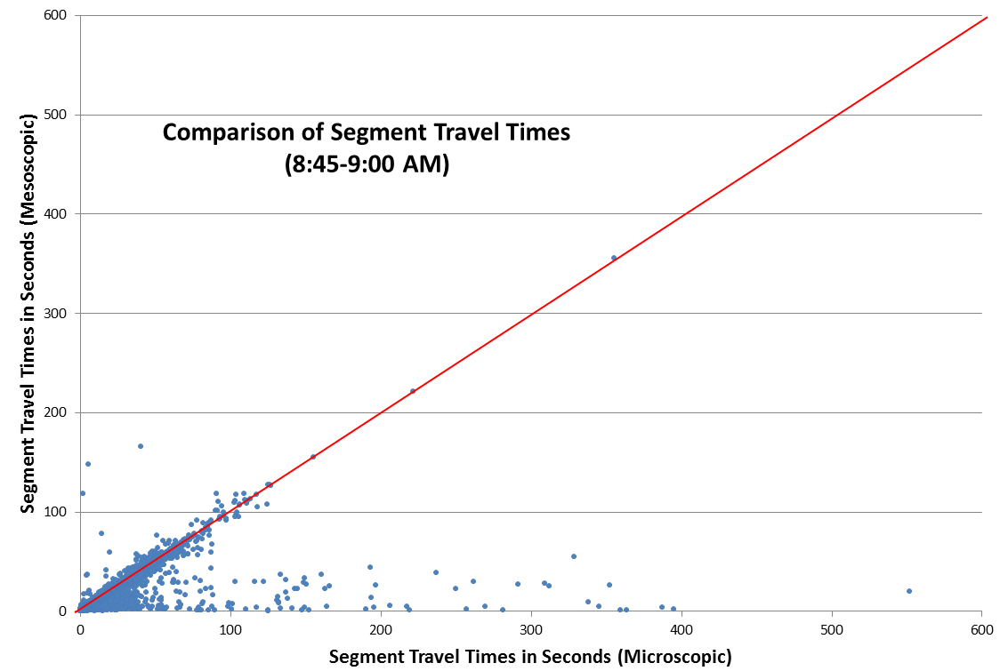 600
500
400
300
200
100
0
Comparison of Segment Travel Times
(8:45-9:00 AM)
Segment Travel Times in Seconds (Mesoscopic)
0 100 200 300 400 500 600
Segment Travel Times in Seconds (Microscopic)